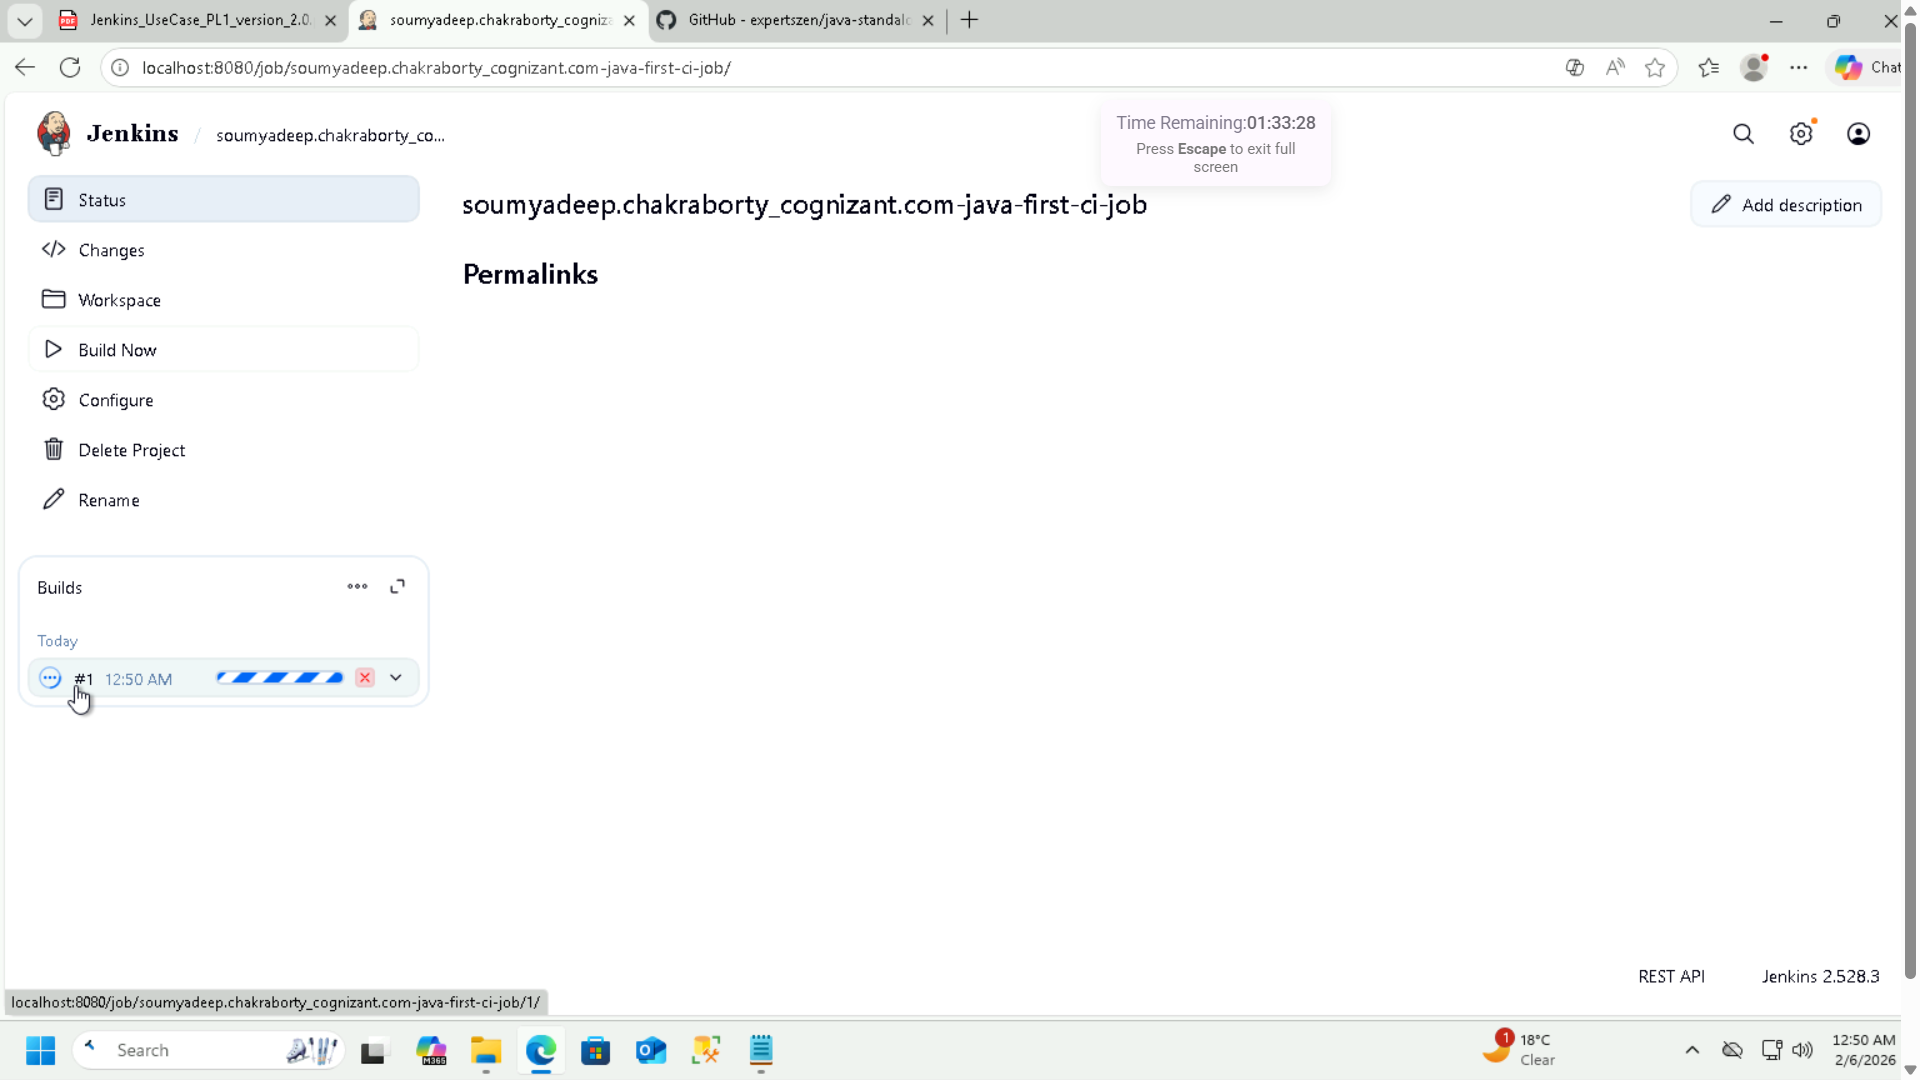 Jenkins_UseCase_PL1_version_2.0.
soumyadeep.chakraborty_cogniza
GitHub - expertszen/java-standalo
localhost:8080/job/soumyadeep.chakraborty_cognizant.com-java-first-ci-job/
Chat
Jenkins / soumyadeep.chakraborty_co...
Time Remaining:01:33:28
Press Escape to exit full
screen
Status
soumyadeep.chakraborty_cognizant.com-java-first-ci-job
Add description
Changes
Permalinks
Workspace
Build Now
Configure
Delete Project
Rename
Builds
Today
#1 12:50 AM
REST API
Jenkins 2.528.3
localhost:8080/job/soumyadeep.chakraborty_cognizant.com-java-first-ci-job/1/
Search
M365
1
18°C
Clear
12:50 AM
2/6/2026